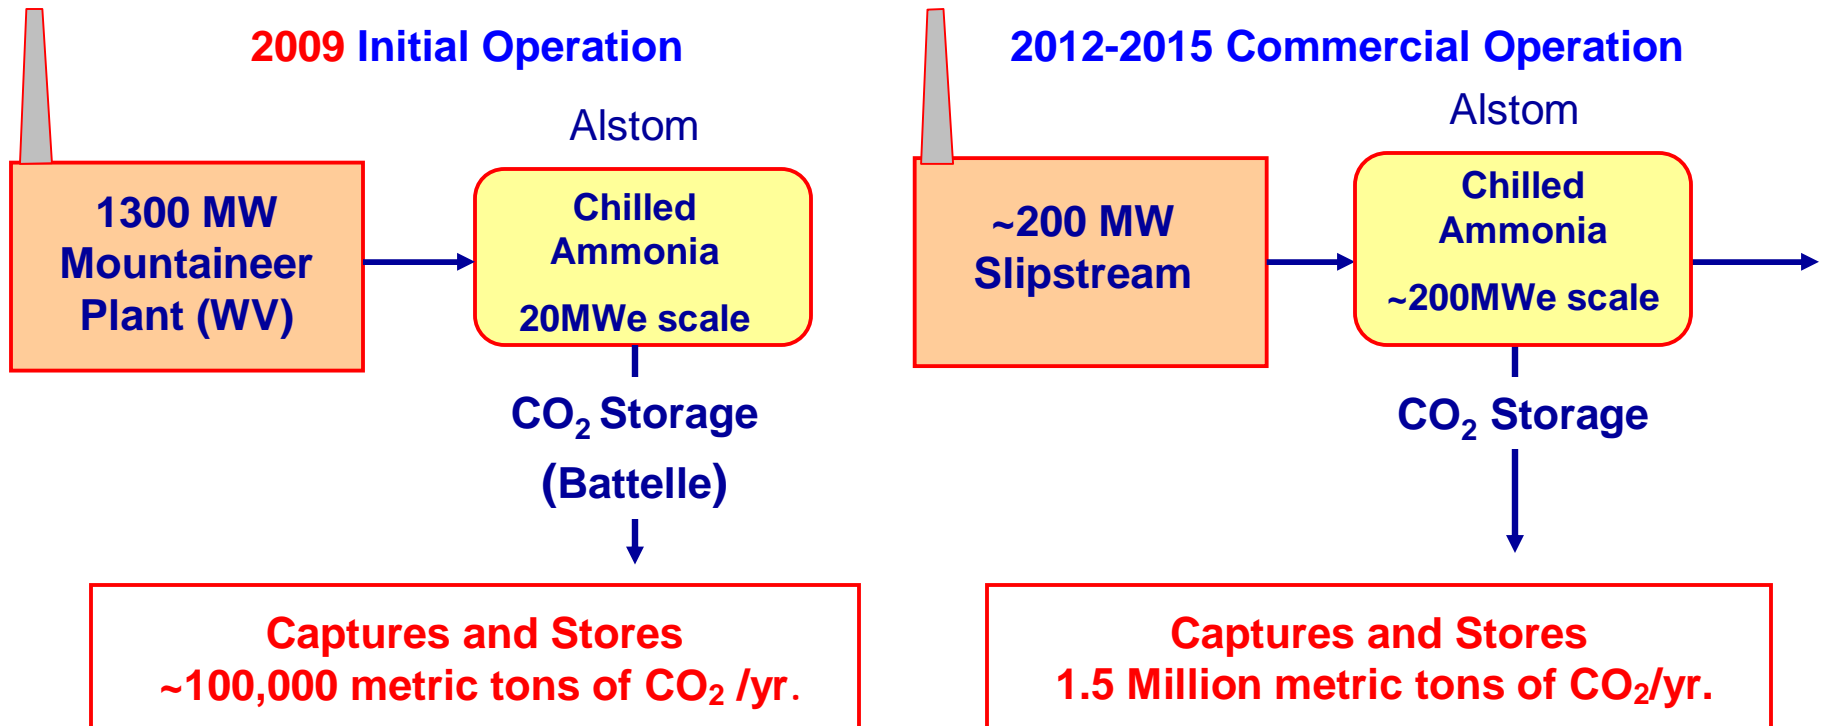 2009 Initial Operation
Alstom
1300 MW
Mountaineer
Plant (WV)
Chilled
Ammonia
20MWe scale
CO₂ Storage
(Battelle)
Captures and Stores
~100,000 metric tons of CO₂ /yr.
2012-2015 Commercial Operation
Alstom
~200 MW
Slipstream
Chilled
Ammonia
~200MWe scale
CO₂ Storage
Captures and Stores
1.5 Million metric tons of CO₂/yr.